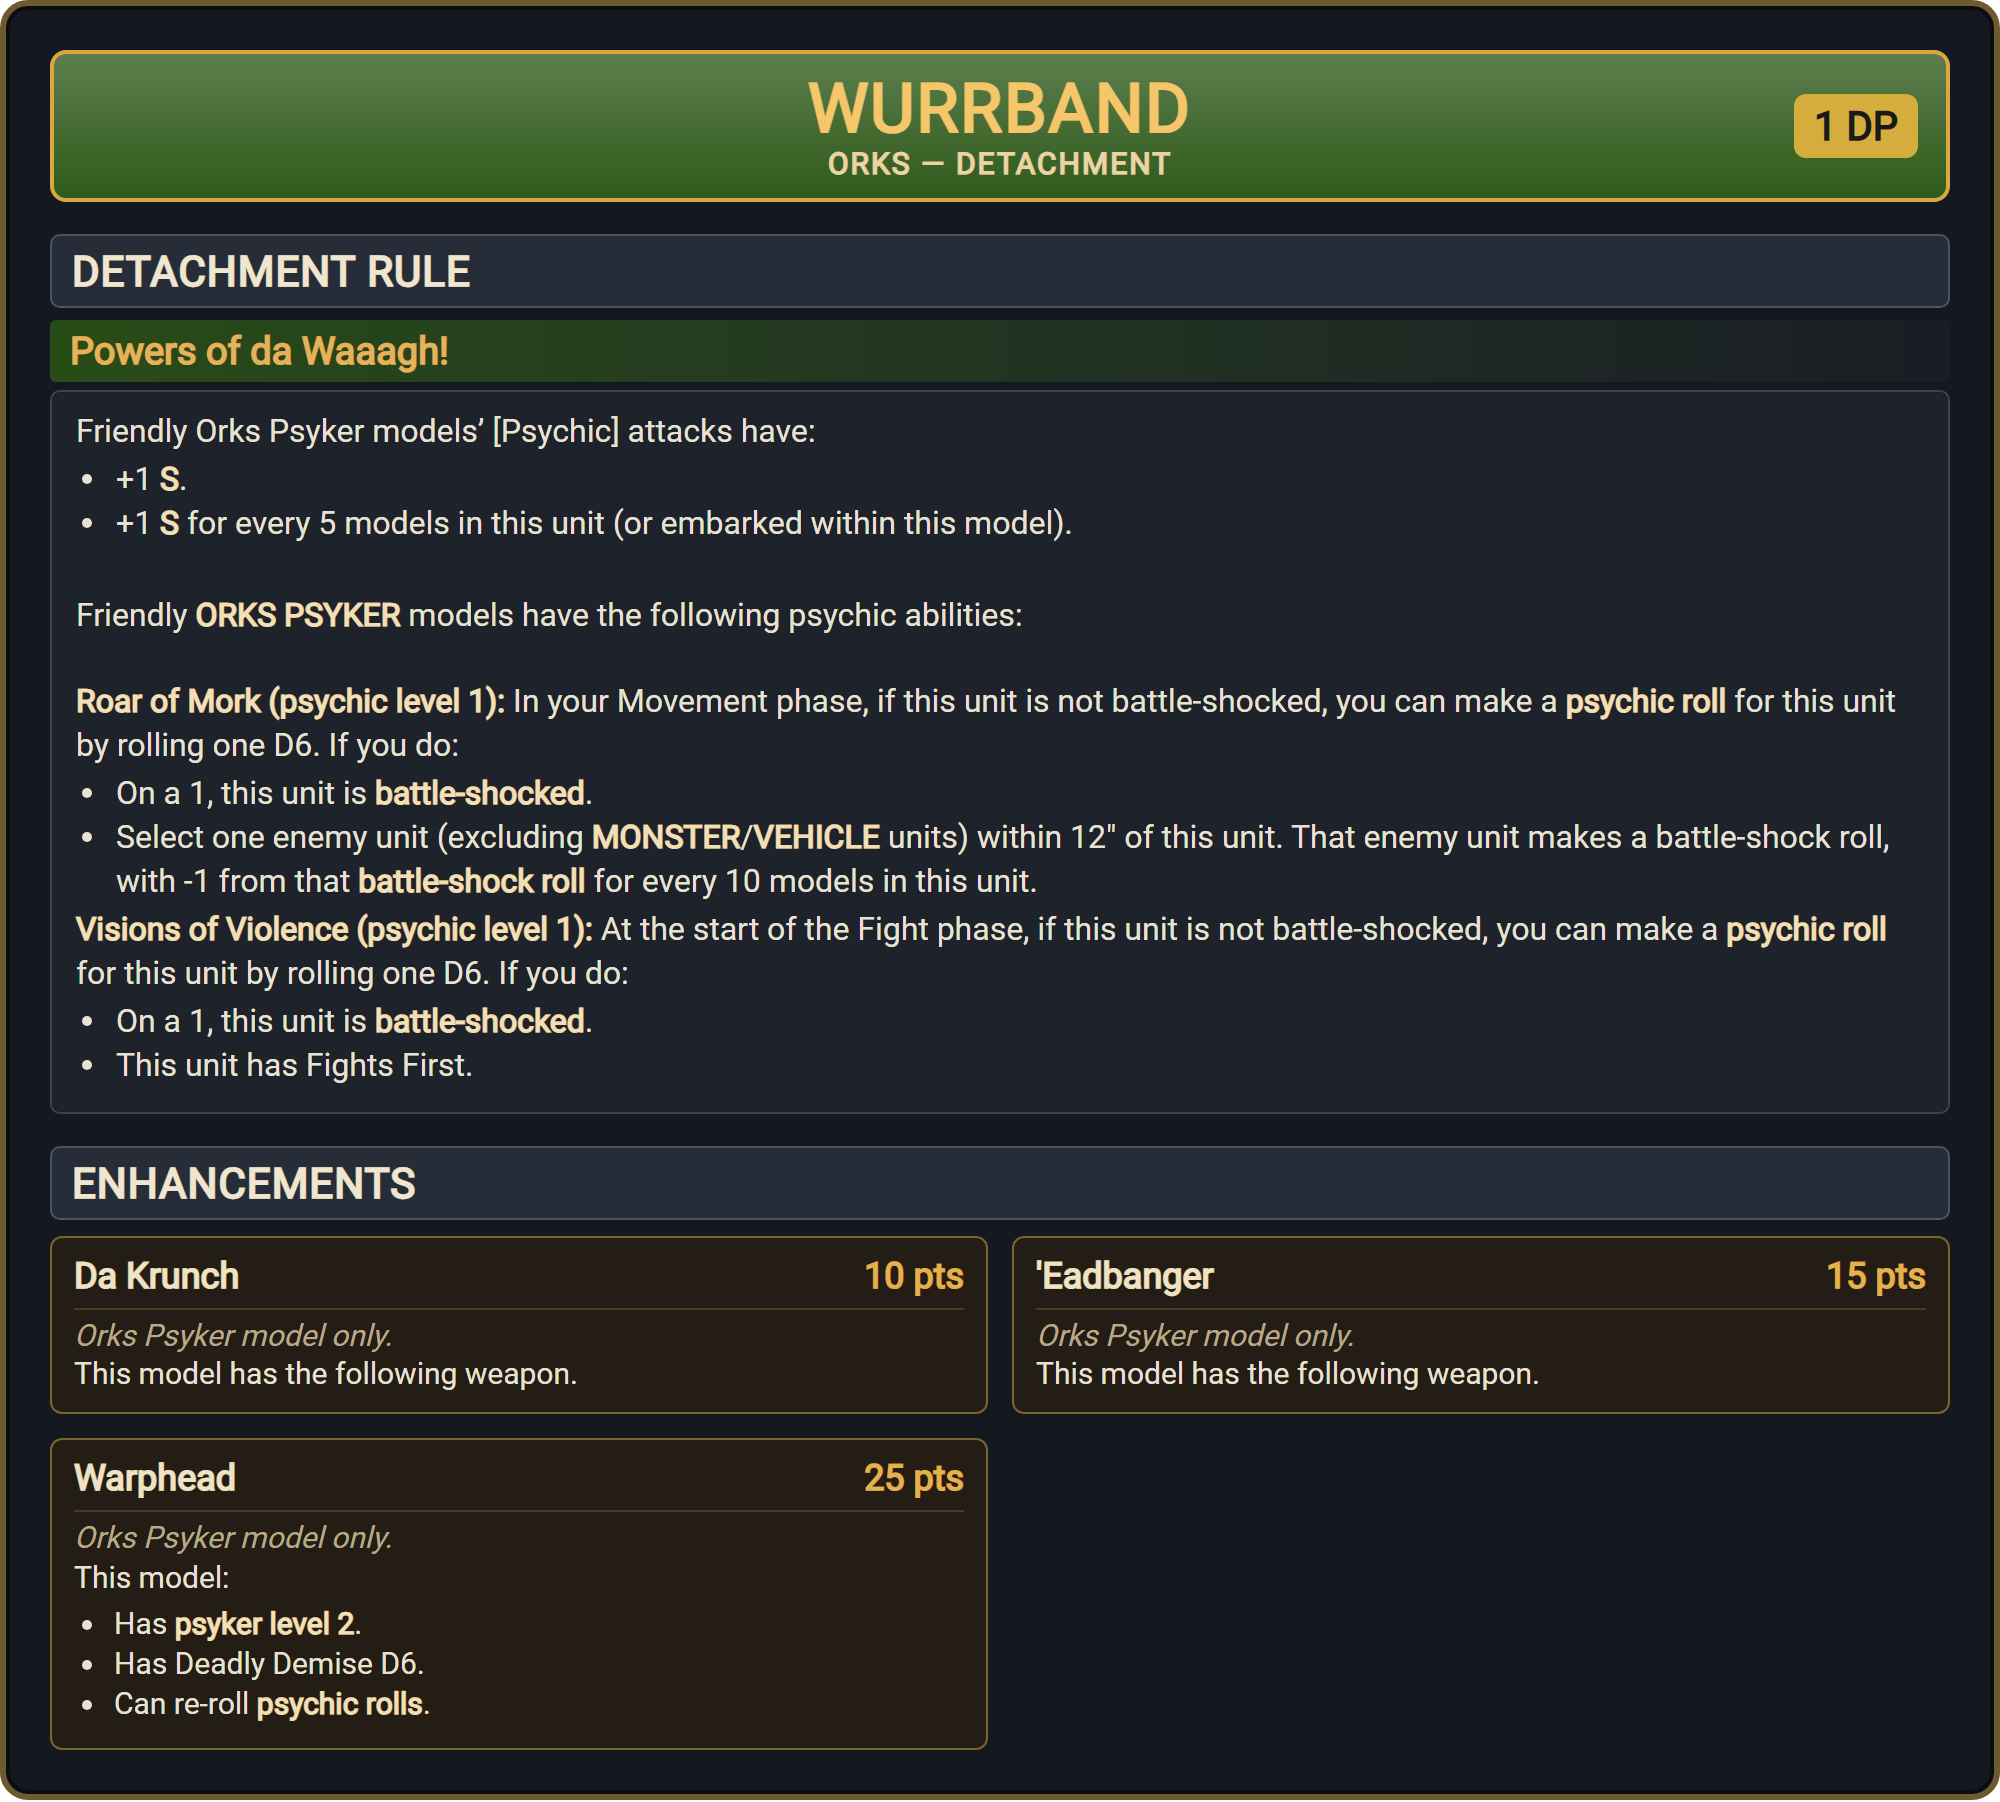 WURRBAND
ORKS — DETACHMENT
1 DP
DETACHMENT RULE
Powers of da Waaagh!
Friendly Orks Psyker models’ [Psychic] attacks have:
• +1 S.
• +1 S for every 5 models in this unit (or embarked within this model).
Friendly ORKS PSYKER models have the following psychic abilities:
Roar of Mork (psychic level 1): In your Movement phase, if this unit is not battle-shocked, you can make a psychic roll for this unit
by rolling one D6. If you do:
• On a 1, this unit is battle-shocked.
• Select one enemy unit (excluding MONSTER/VEHICLE units) within 12" of this unit. That enemy unit makes a battle-shock roll,
with -1 from that battle-shock roll for every 10 models in this unit.
Visions of Violence (psychic level 1): At the start of the Fight phase, if this unit is not battle-shocked, you can make a psychic roll
for this unit by rolling one D6. If you do:
• On a 1, this unit is battle-shocked.
• This unit has Fights First.
ENHANCEMENTS
Da Krunch 10 pts
Orks Psyker model only.
This model has the following weapon.
'Eadbanger 15 pts
Orks Psyker model only.
This model has the following weapon.
Warphead 25 pts
Orks Psyker model only.
This model:
• Has psyker level 2.
• Has Deadly Demise D6.
• Can re-roll psychic rolls.